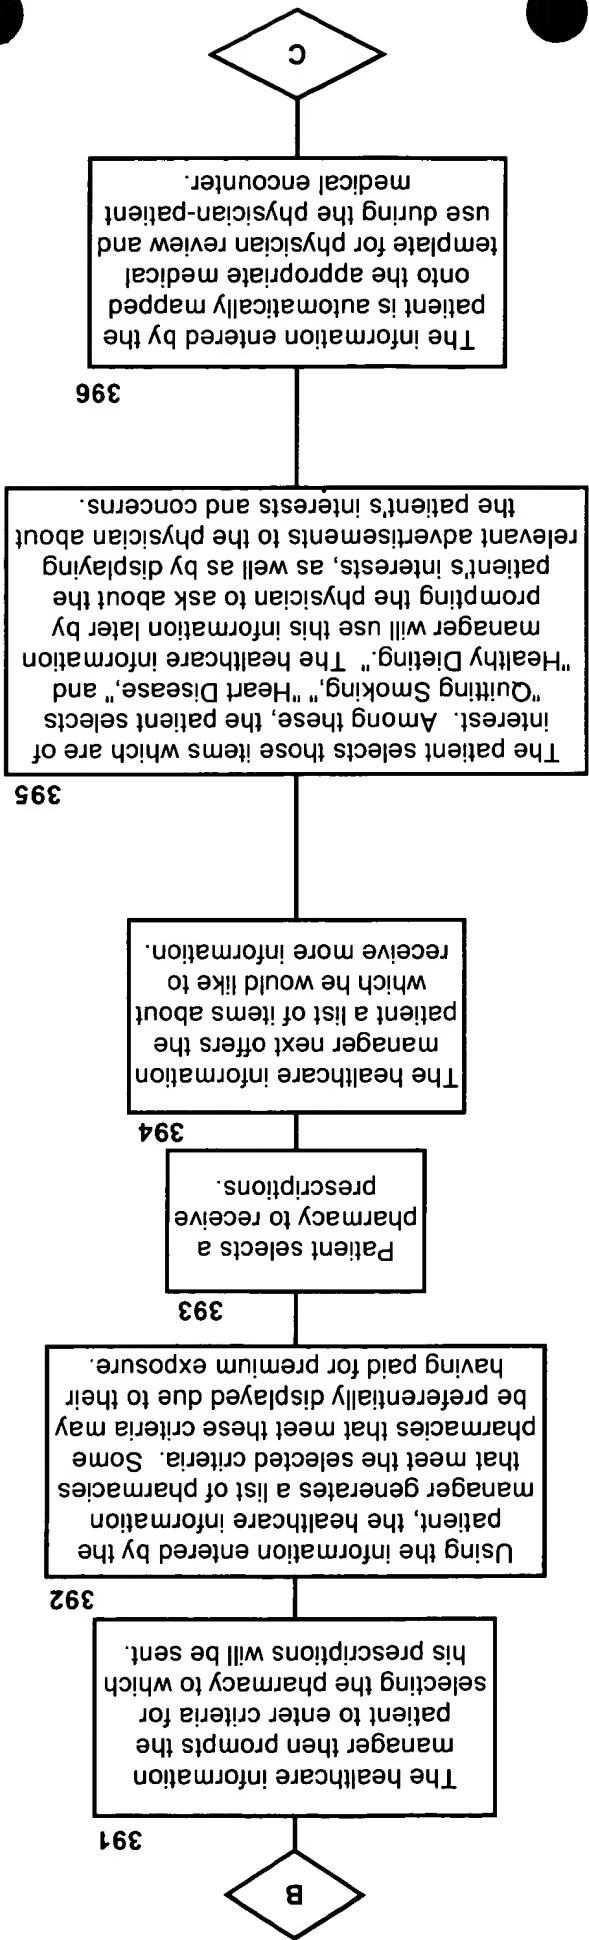 B
391
The healthcare information
manager then prompts the
patient to enter criteria for
selecting the pharmacy to which
his prescriptions will be sent.
392
Using the information entered by the
patient, the healthcare information
manager generates a list of pharmacies
that meet the selected criteria. Some
pharmacies that meet these criteria may
be preferentially displayed due to their
having paid for premium exposure.
393
Patient selects a
pharmacy to receive
prescriptions.
394
The healthcare information
manager next offers the
patient a list of items about
which he would like to
receive more information.
395
The patient selects those items which are of
interest. Among these, the patient selects
"Quitting Smoking," "Heart Disease," and
"Healthy Dieting." The healthcare information
manager will use this information later by
prompting the physician to ask about the
patient's interests, as well as by displaying
relevant advertisements to the physician about
the patient's interests and concerns.
396
The information entered by the
patient is automatically mapped
onto the appropriate medical
template for physician review and
use during the physician-patient
medical encounter.
C